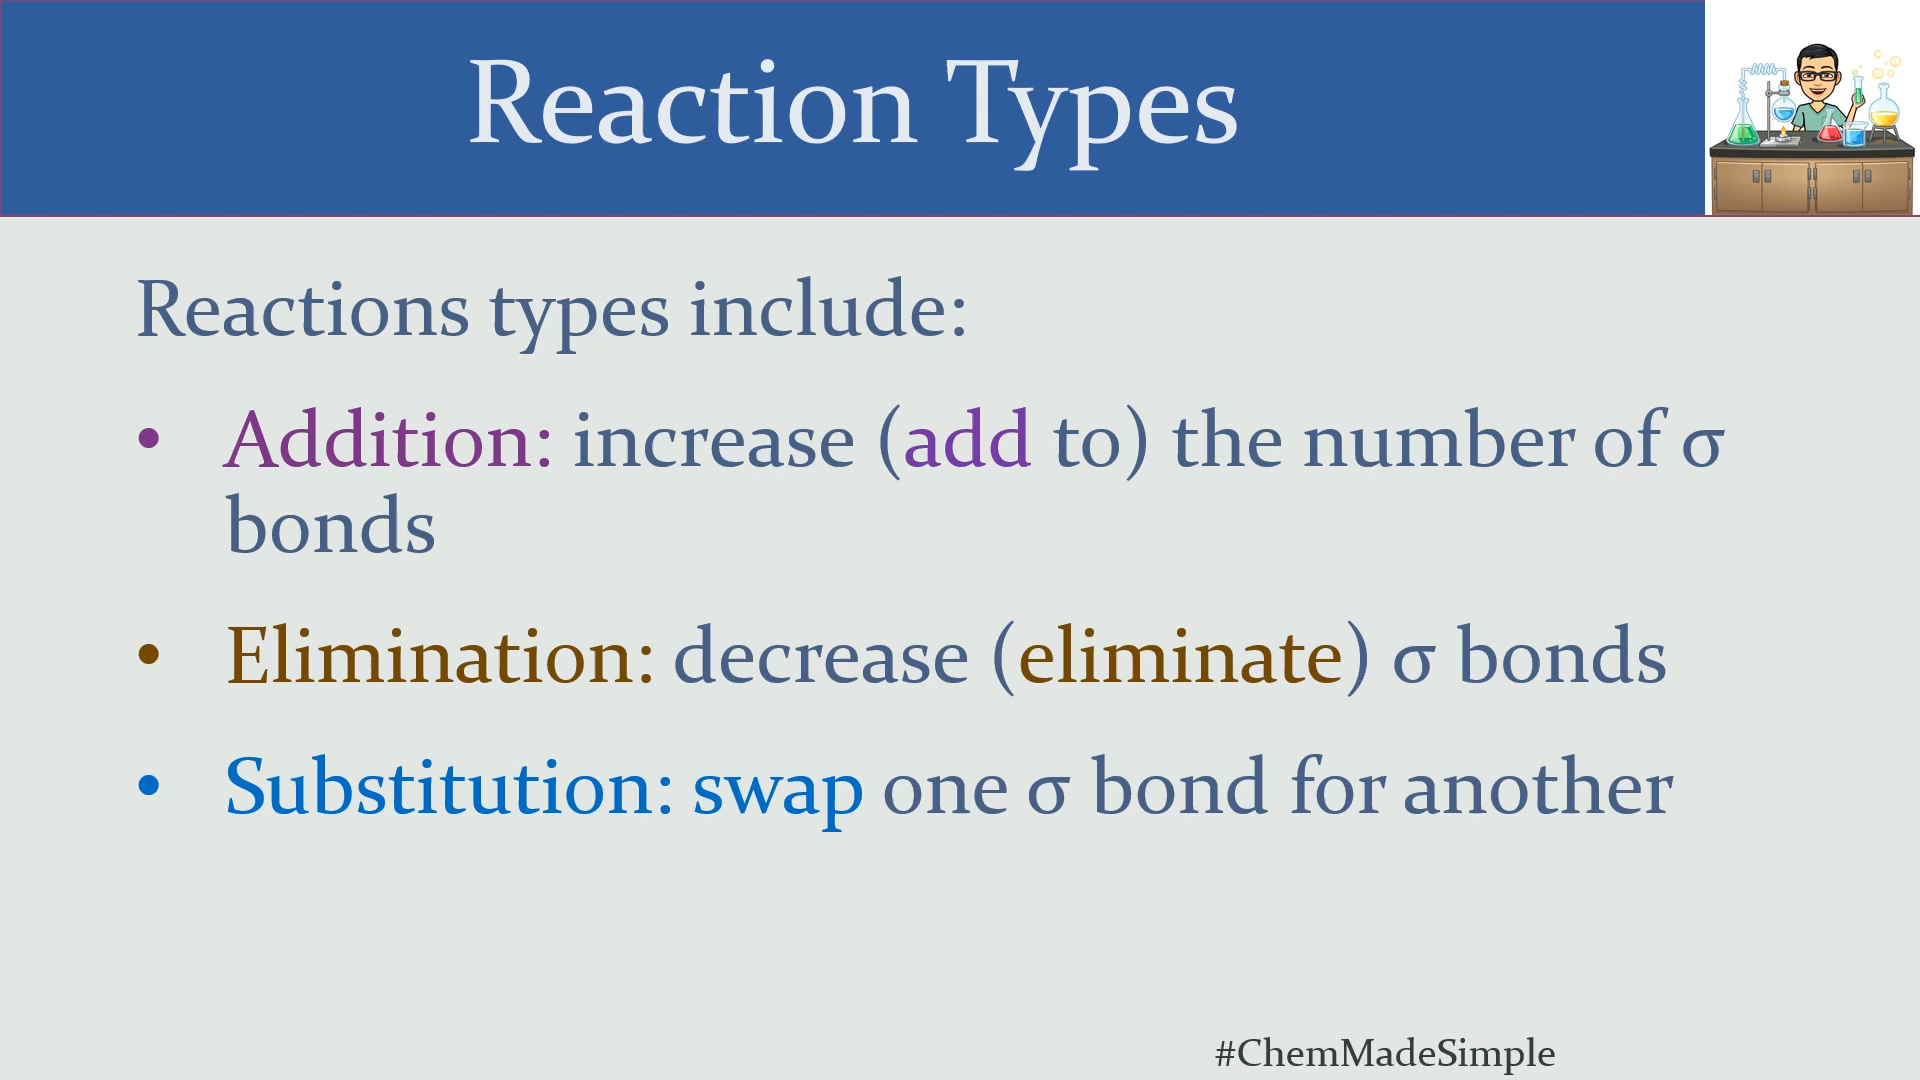 Reaction Types
Reactions types include:
• Addition: increase (add to) the number of σ
bonds
• Elimination: decrease (eliminate) σ bonds
• Substitution: swap one σ bond for another
#ChemMadeSimple